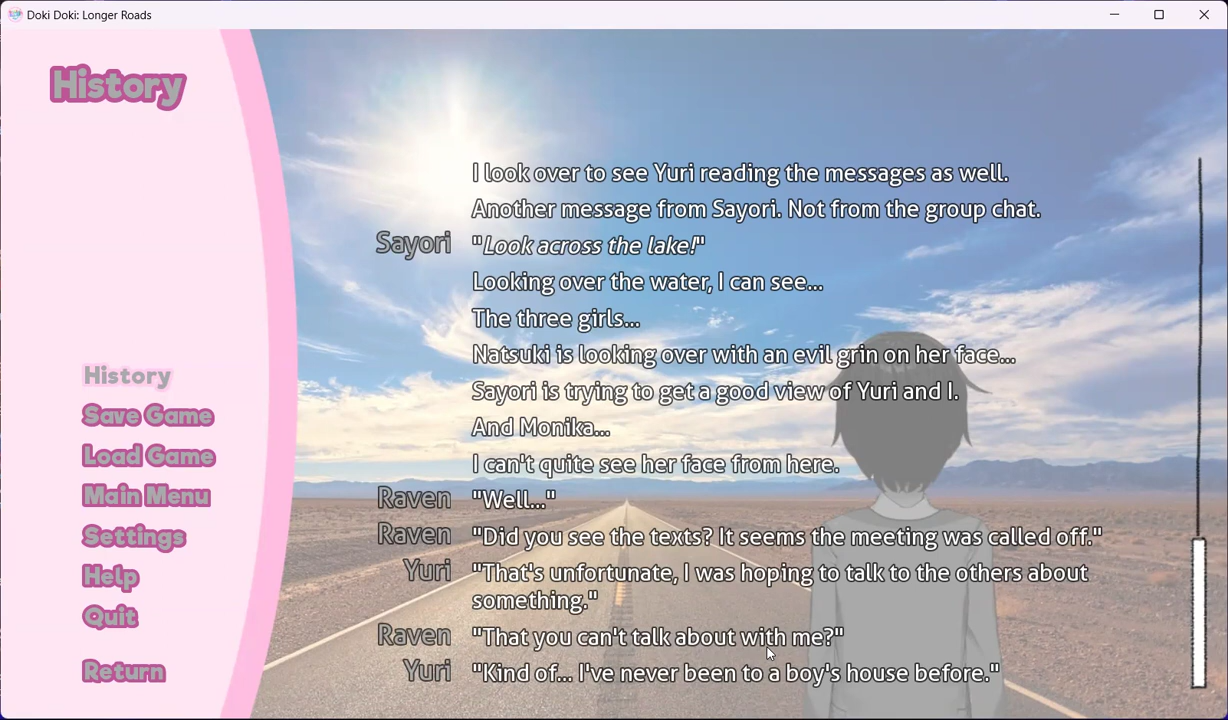 Doki Doki: Longer Roads
History
I look over to see Yuri reading the messages as well.
Another message from Sayori. Not from the group chat.
Sayori "Look across the lake!"
Looking over the water, I can see...
The three girls...
Natsuki is looking over with an evil grin on her face...
Sayori is trying to get a good view of Yuri and I.
And Monika...
I can't quite see her face from here.
Raven "Well..."
Raven "Did you see the texts? It seems the meeting was called off."
Yuri "That's unfortunate, I was hoping to talk to the others about
something."
Raven "That you can't talk about with me?"
Yuri "Kind of... I've never been to a boy's house before."
History
Save Game
Load Game
Main Menu
Settings
Help
Quit
Return